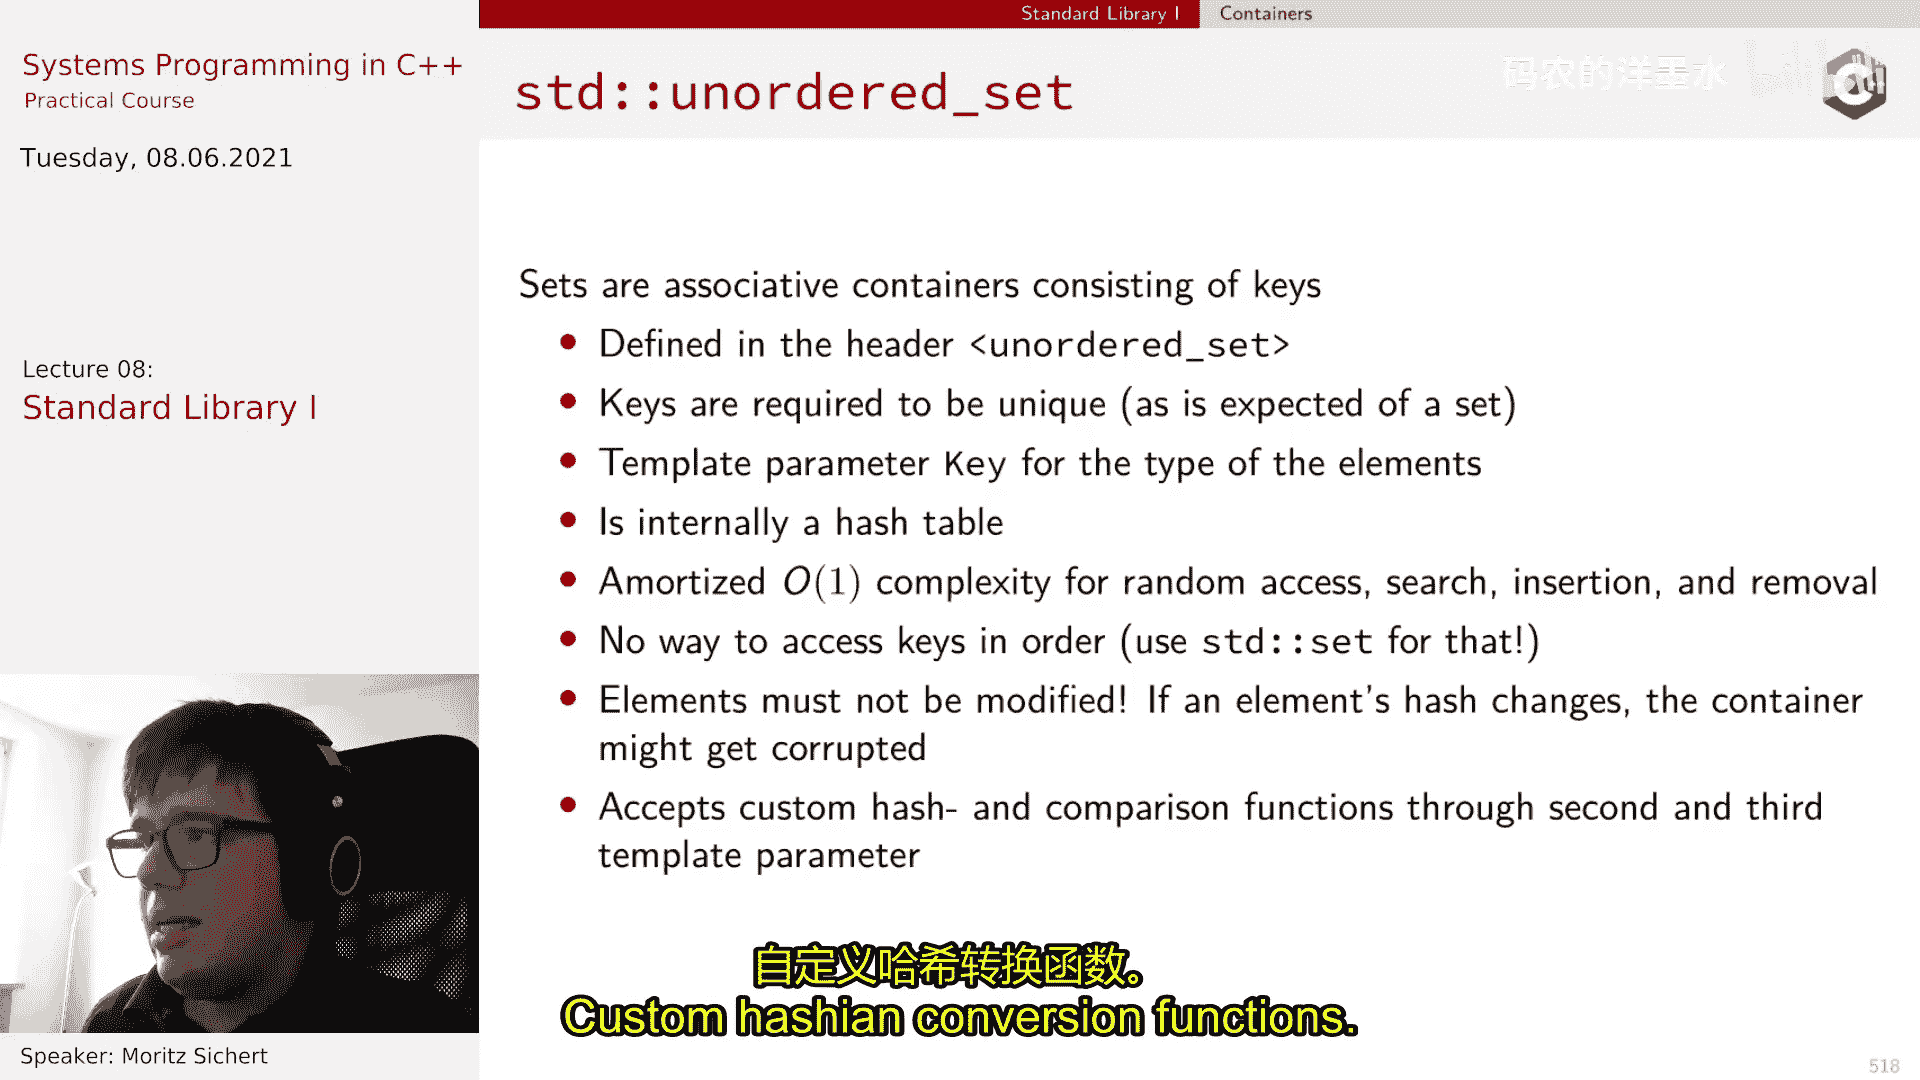 Standard Library I
Containers
Systems Programming in C++
Practical Course
Tuesday, 08.06.2021
std::unordered_set
码农的洋墨水
Lecture 08:
Standard Library I
Sets are associative containers consisting of keys
• Defined in the header <unordered_set>
• Keys are required to be unique (as is expected of a set)
• Template parameter Key for the type of the elements
• Is internally a hash table
• Amortized O(1) complexity for random access, search, insertion, and removal
• No way to access keys in order (use std::set for that!)
• Elements must not be modified! If an element's hash changes, the container
might get corrupted
• Accepts custom hash- and comparison functions through second and third
template parameter
自定义哈希转换函数。
Custom hashian conversion functions.
Speaker: Moritz Sichert
518